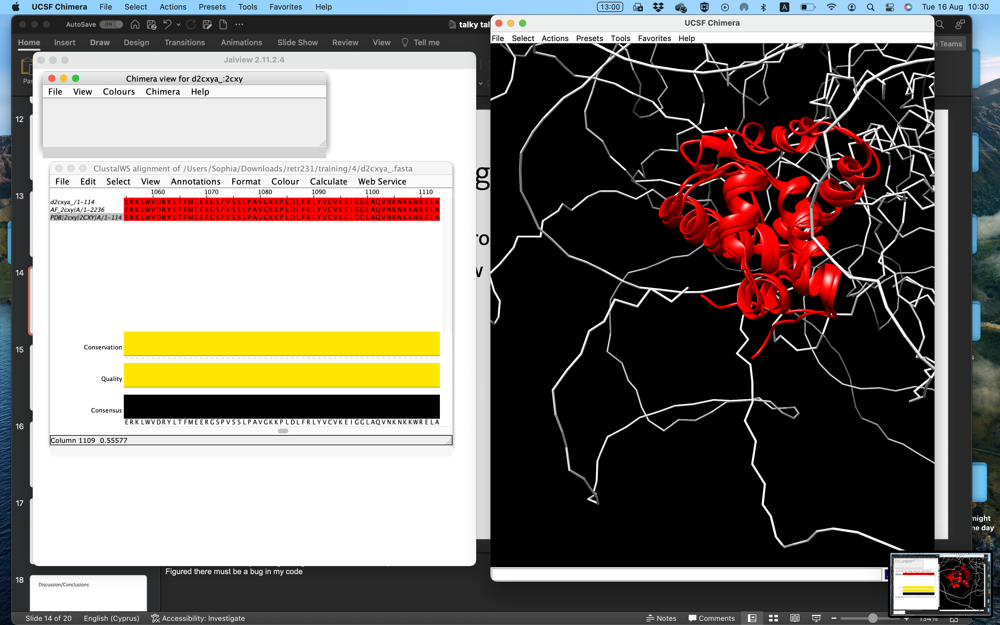 UCSF Chimera File Select Actions Presets Tools Favorites Help 13:00 A Tue 16 Aug 10:30
AutoSave ON talky tal
Home Insert Draw Design Transitions Animations Slide Show Review View Tell me Teams
Pas
12
13
14
15
16
17
18
Jalview 2.11.2.4
Chimera view for d2cxya_:2cxy
File View Colours Chimera Help
ClustalWS alignment of /Users/Sophia/Downloads/retr231/training/4/d2cxya_.fasta
File Edit Select View Annotations Format Colour Calculate Web Service
1060 1070 1080 1090 1100 1110
d2cxya_/1-114 ERKLWVDRYLTFMEERGSPVSSLPAVGKKPLDLFRLYVCVKEIGGLAQVNKNKKWRELA
AF_2cxy|A/1-2236 ERKLWVDRYLTFMEERGSPVSSLPAVGKKPLDLFRLYVCVKEIGGLAQVNKNKKWRELA
PDB|2cxy|2CXY|A/1-114 ERKLWVDRYLTFMEERGSPVSSLPAVGKKPLDLFRLYVCVKEIGGLAQVNKNKKWRELA
Conservation
***********************************************************
Quality
Consensus
ERKLWVDRYLTFMEERGSPVSSLPAVGKKPLDLFRLYVCVKEIGGLAQVNKNKKWRELA
Column 1109 0.55577
UCSF Chimera
File Select Actions Presets Tools Favorites Help
g
ro
w
might
ne day
Figured there must be a bug in my code
Discussion/Conclusions
Slide 14 of 20 English (Cyprus) Accessibility: Investigate Notes Comments 134%